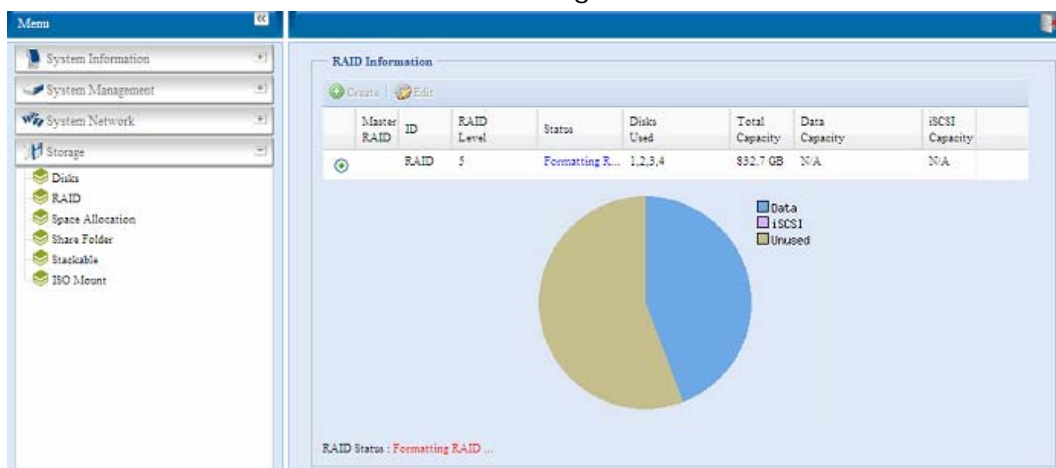 Menu
System Information
System Management
System Network
Storage
Disks
RAID
Space Allocation
Share Folder
Stackable
ISO Mount
RAID Information
Create Edit
Master RAID ID RAID Level Status Disks Used Total Capacity Data Capacity iSCSI Capacity
RAID 5 Formatting R... 1,2,3,4 832.7 GB N/A N/A
Data
iSCSI
Unused
RAID Status : Formatting RAID ...